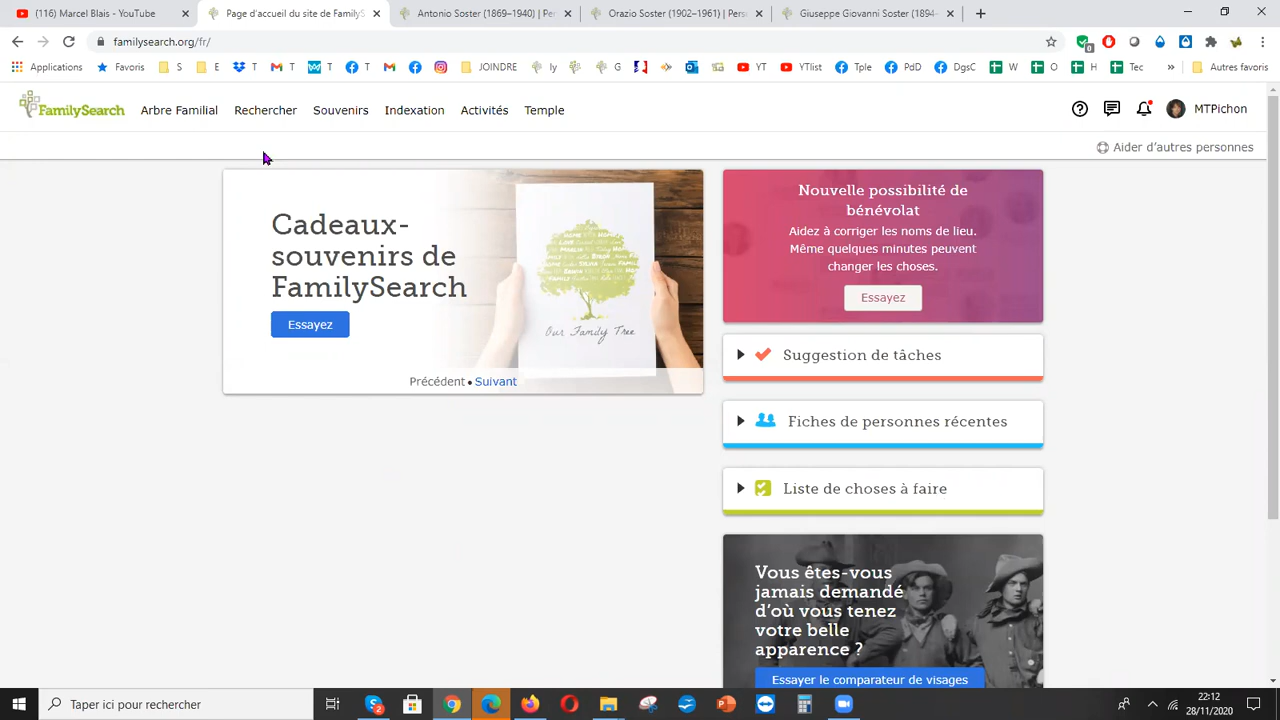 (116) Marcel Blais - YouTube
Page d'accueil du site de FamilyS
Antonio Soster (1869–1940) | Per
Orazio Soster (1902–1961) | Perso
Giuseppe Giovanni Soster (1894-
familysearch.org/fr/
0
Applications
Favoris
S
E
T
T
T
T
JOINDRE
ly
G
YT
YTlist
Tple
PdD
DgsC
W
O
H
Tec
»
Autres favoris
FamilySearch
Arbre Familial
Rechercher
Souvenirs
Indexation
Activités
Temple
MTPichon
Aider d'autres personnes
Cadeaux-
souvenirs de
FamilySearch
Essayez
Our Family Tree
Précédent • Suivant
Nouvelle possibilité de
bénévolat
Aidez à corriger les noms de lieu.
Même quelques minutes peuvent
changer les choses.
Essayez
Suggestion de tâches
Fiches de personnes récentes
Liste de choses à faire
Vous êtes-vous
jamais demandé
d'où vous tenez
votre belle
apparence ?
Essayer le comparateur de visages
Taper ici pour rechercher
2
22:12
28/11/2020